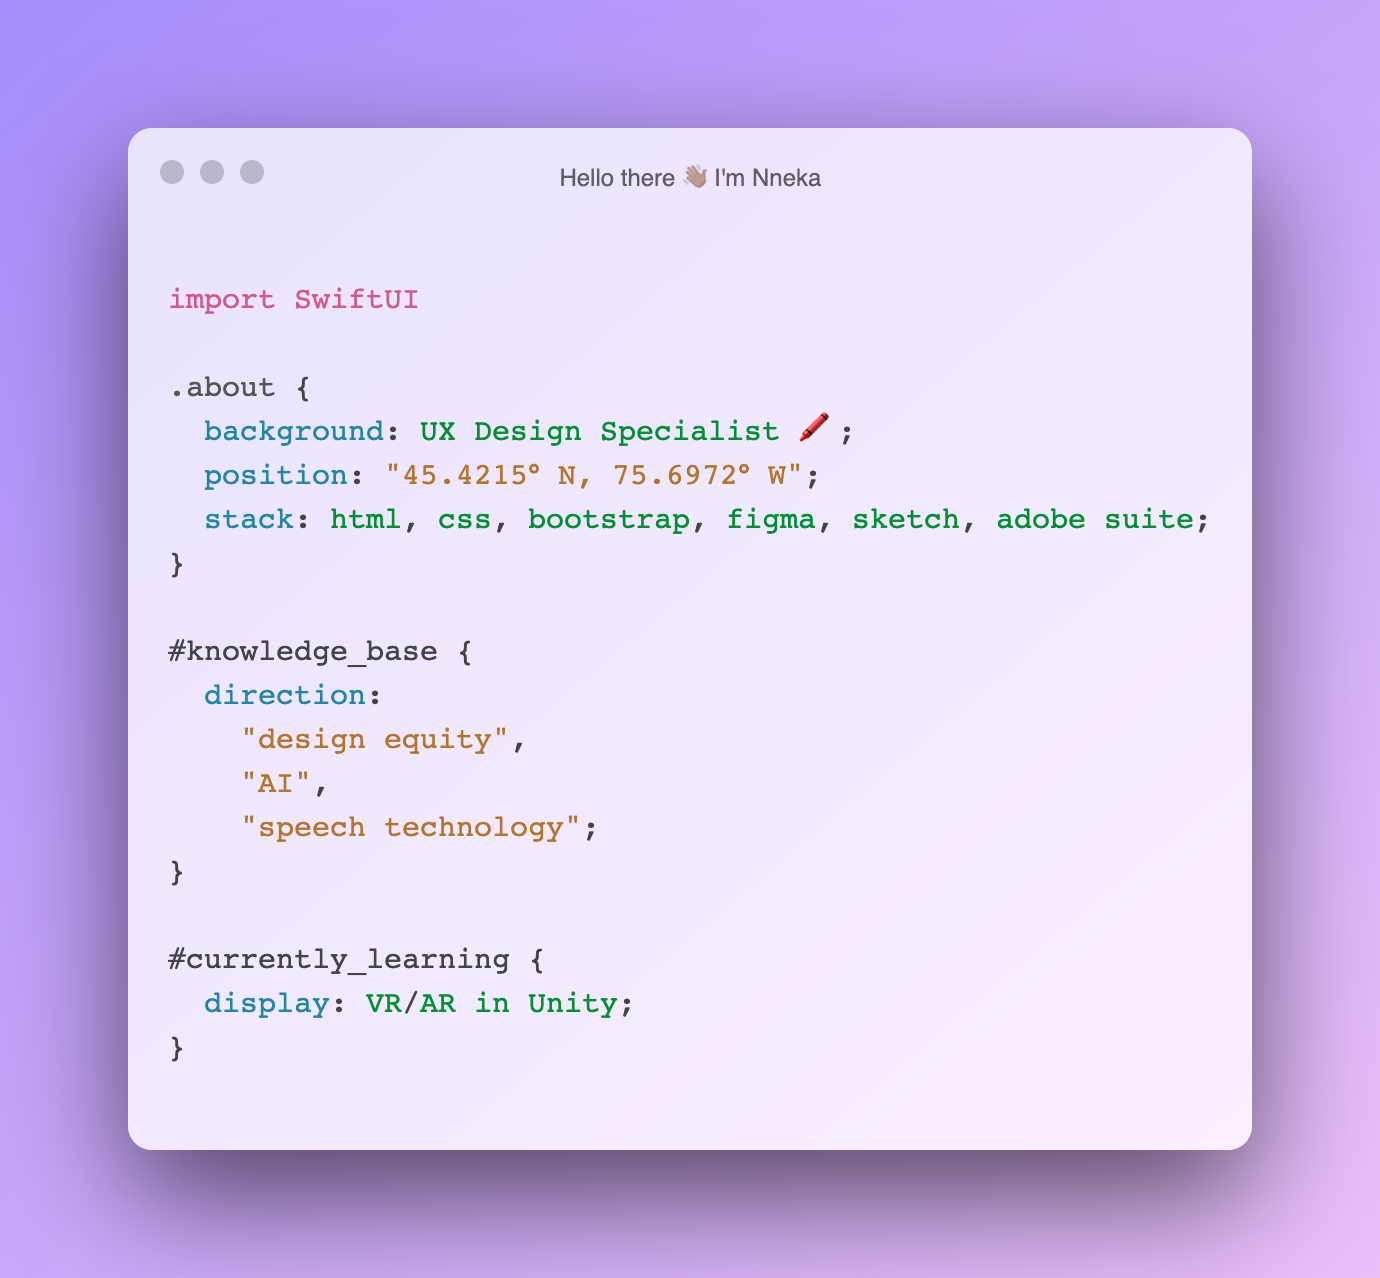 Hello there 👋🏽 I'm Nneka
import SwiftUI
.about {
background: UX Design Specialist 🖍️ ;
position: "45.4215° N, 75.6972° W";
stack: html, css, bootstrap, figma, sketch, adobe suite;
}
#knowledge_base {
direction:
"design equity",
"AI",
"speech technology";
}
#currently_learning {
display: VR/AR in Unity;
}